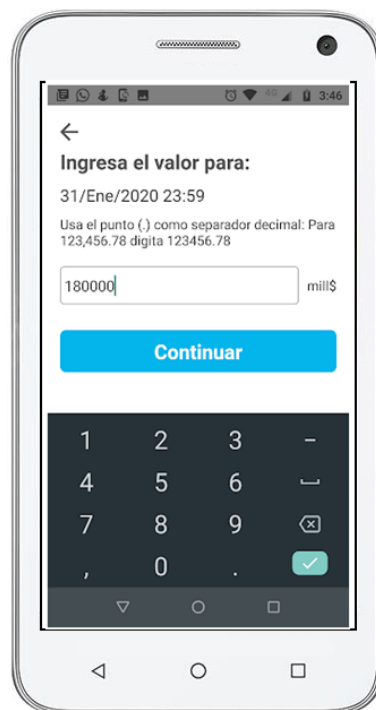 4G 3:46
Ingresa el valor para:
31/Ene/2020 23:59
Usa el punto (.) como separador decimal: Para
123,456.78 digita 123456.78
180000 mill$
Continuar
1 2 3 -
4 5 6
7 8 9
, 0 .